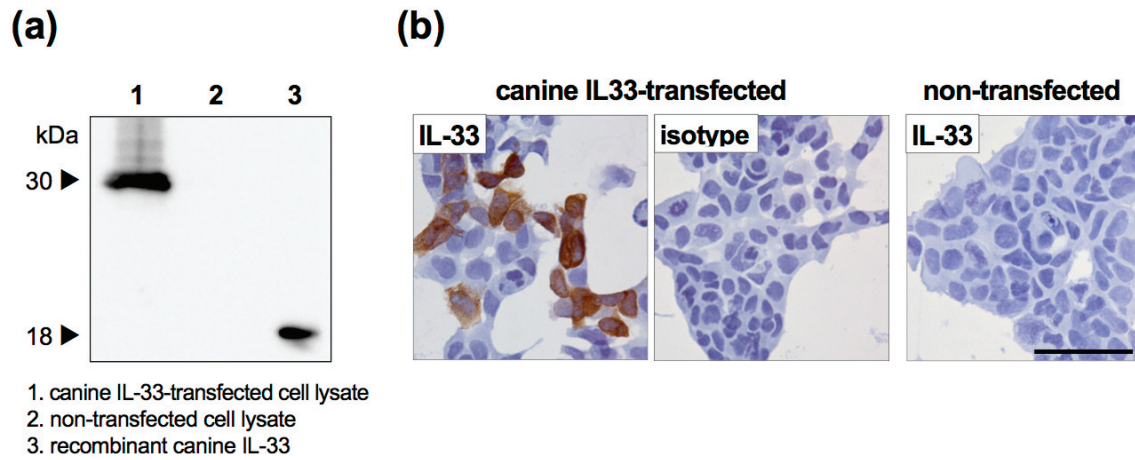 (a)
(b)
1 2 3
kDa
30
18
1. canine IL-33-transfected cell lysate
2. non-transfected cell lysate
3. recombinant canine IL-33
canine IL33-transfected
non-transfected
IL-33
isotype
IL-33